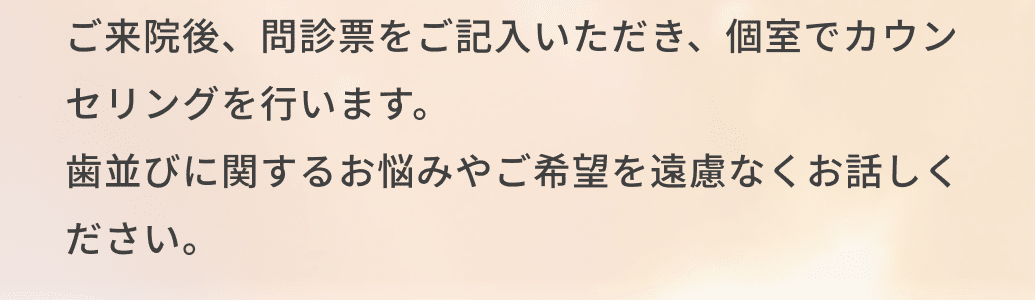 ご来院後、問診票をご記入いただき、個室でカウン
セリングを行います。
歯並びに関するお悩みやご希望を遠慮なくお話しく
ださい。